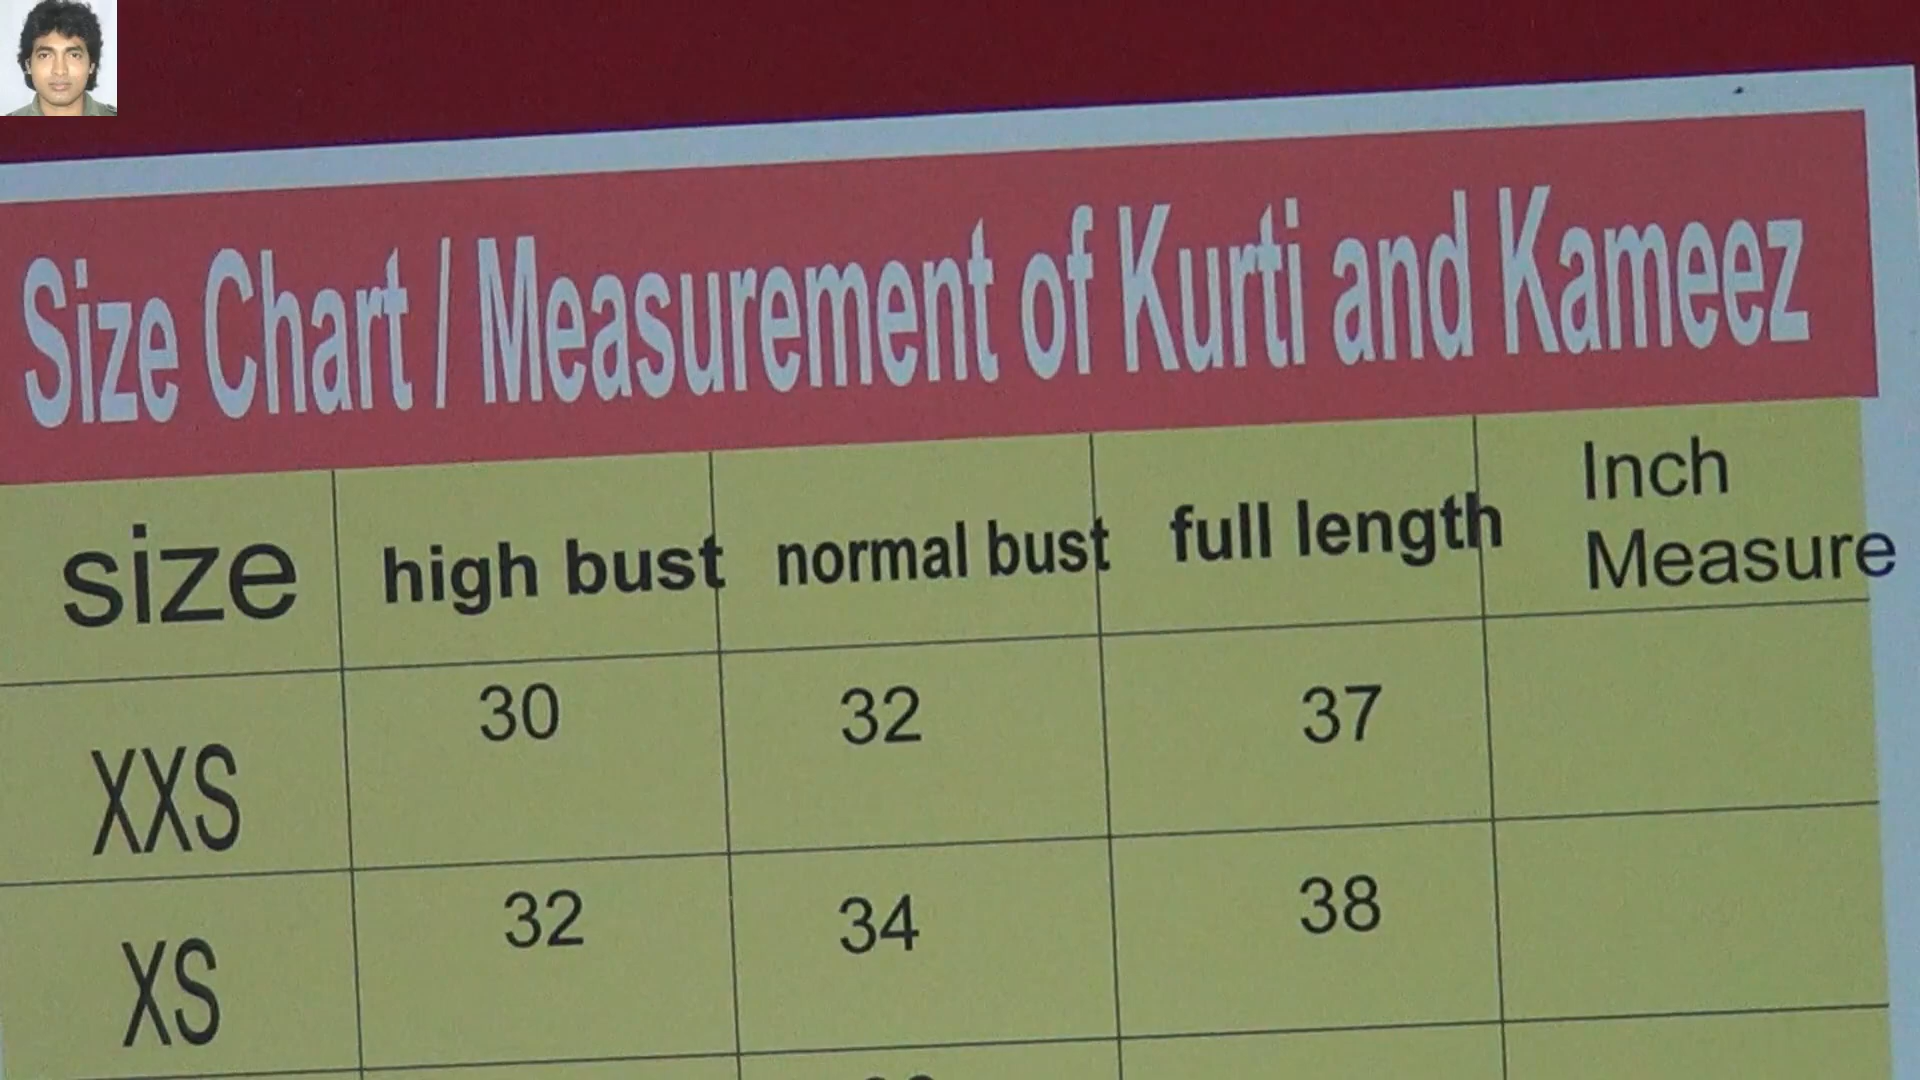 Size Chart / Measurement of Kurti and Kameez
size high bust normal bust full length Inch Measure
XXS 30 32 37
XS 32 34 38